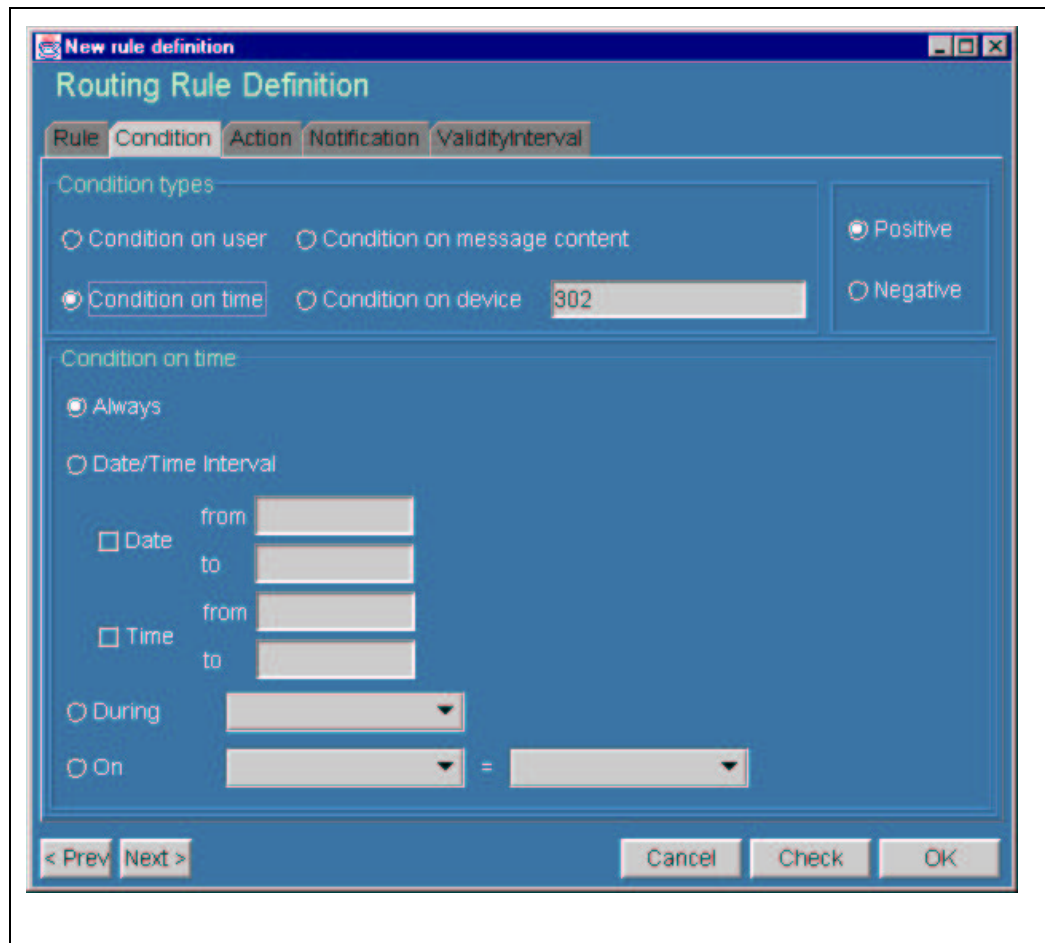 New rule definition
Routing Rule Definition
Rule Condition Action Notification ValidityInterval
Condition types
Condition on user Condition on message content
Positive
Condition on time Condition on device 302
Negative
Condition on time
Always
Date/Time Interval
from
Date
to
from
Time
to
During
On =
< Prev Next > Cancel Check OK